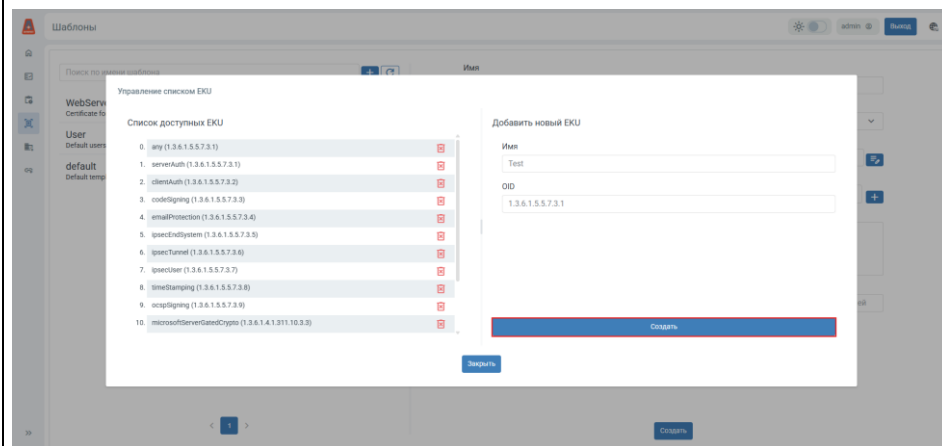 Шаблоны
admin
Выход
Поиск по имени шаблона
Имя
WebServ
Certificate fo
User
Default users
default
Default temp
Управление списком EKU
Список доступных EKU
0. any (1.3.6.1.5.5.7.3.1)
1. serverAuth (1.3.6.1.5.5.7.3.1)
2. clientAuth (1.3.6.1.5.5.7.3.2)
3. codeSigning (1.3.6.1.5.5.7.3.3)
4. emailProtection (1.3.6.1.5.5.7.3.4)
5. ipsecEndSystem (1.3.6.1.5.5.7.3.5)
6. ipsecTunnel (1.3.6.1.5.5.7.3.6)
7. ipsecUser (1.3.6.1.5.5.7.3.7)
8. timeStamping (1.3.6.1.5.5.7.3.8)
9. ocspSigning (1.3.6.1.5.5.7.3.9)
10. microsoftServerGatedCrypto (1.3.6.1.4.1.311.10.3.3)
Добавить новый EKU
Имя
Test
OID
1.3.6.1.5.5.7.3.1
Создать
Закрыть
ей
1
Создать